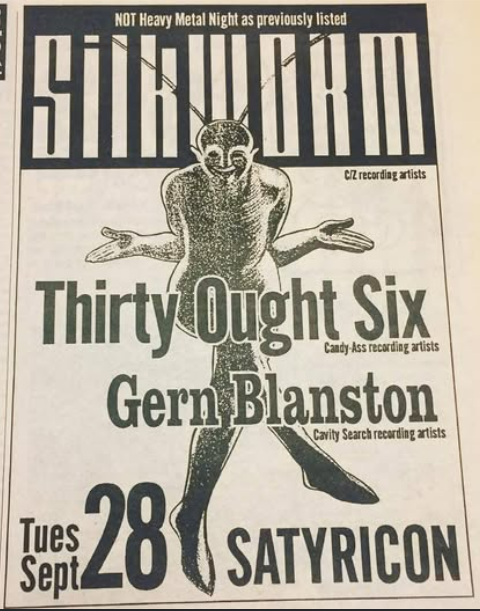 NOT Heavy Metal Night as previously listed
SilkWORM
C/Z recording artists
Thirty Ought Six
Candy-Ass recording artists
Gern Blanston
Cavity Search recording artists
Tues
Sept 28
SATYRICON